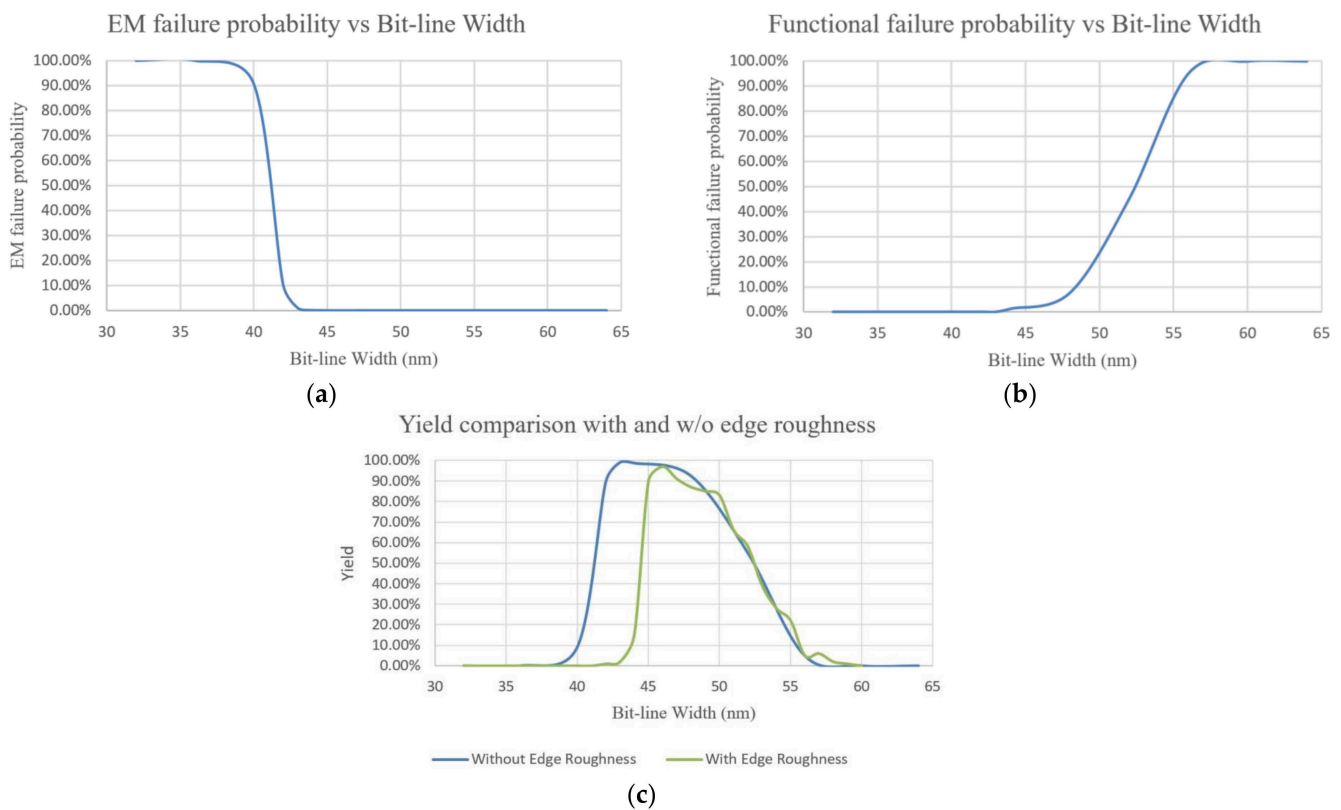 EM failure probability vs Bit-line Width
EM failure probability
100.00%
90.00%
80.00%
70.00%
60.00%
50.00%
40.00%
30.00%
20.00%
10.00%
0.00%
30 35 40 45 50 55 60 65
Bit-line Width (nm)
(a)
Functional failure probability vs Bit-line Width
Functional failure probability
100.00%
90.00%
80.00%
70.00%
60.00%
50.00%
40.00%
30.00%
20.00%
10.00%
0.00%
30 35 40 45 50 55 60 65
Bit-line Width (nm)
(b)
Yield comparison with and w/o edge roughness
Yield
100.00%
90.00%
80.00%
70.00%
60.00%
50.00%
40.00%
30.00%
20.00%
10.00%
0.00%
30 35 40 45 50 55 60 65
Bit-line Width (nm)
Without Edge Roughness With Edge Roughness
(c)